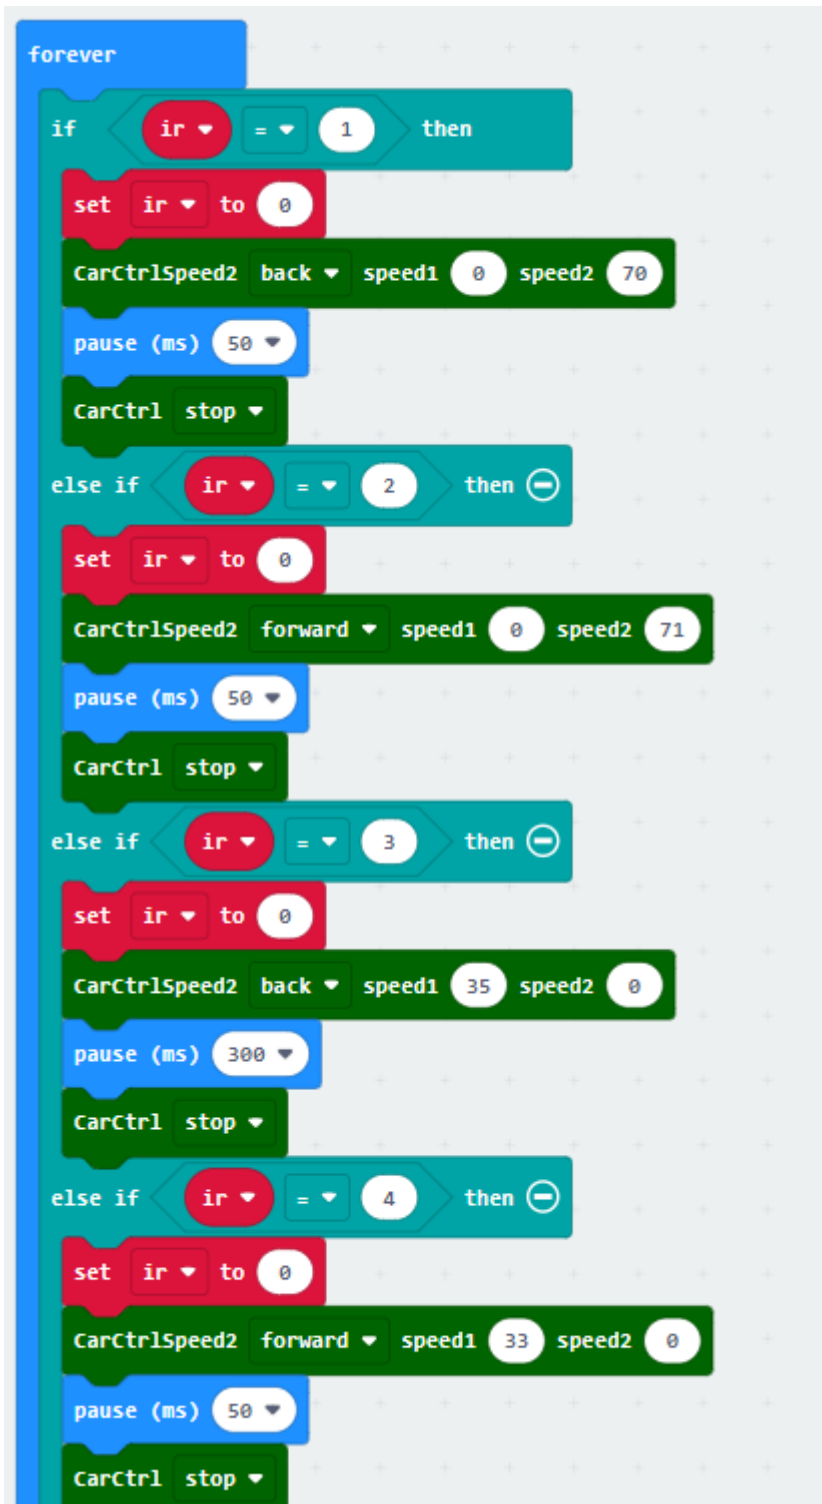 forever
if ir = 1 then
set ir to 0
CarCtrlSpeed2 back speed1 0 speed2 70
pause (ms) 50
CarCtrl stop
else if ir = 2 then
set ir to 0
CarCtrlSpeed2 forward speed1 0 speed2 71
pause (ms) 50
CarCtrl stop
else if ir = 3 then
set ir to 0
CarCtrlSpeed2 back speed1 35 speed2 0
pause (ms) 300
CarCtrl stop
else if ir = 4 then
set ir to 0
CarCtrlSpeed2 forward speed1 33 speed2 0
pause (ms) 50
CarCtrl stop